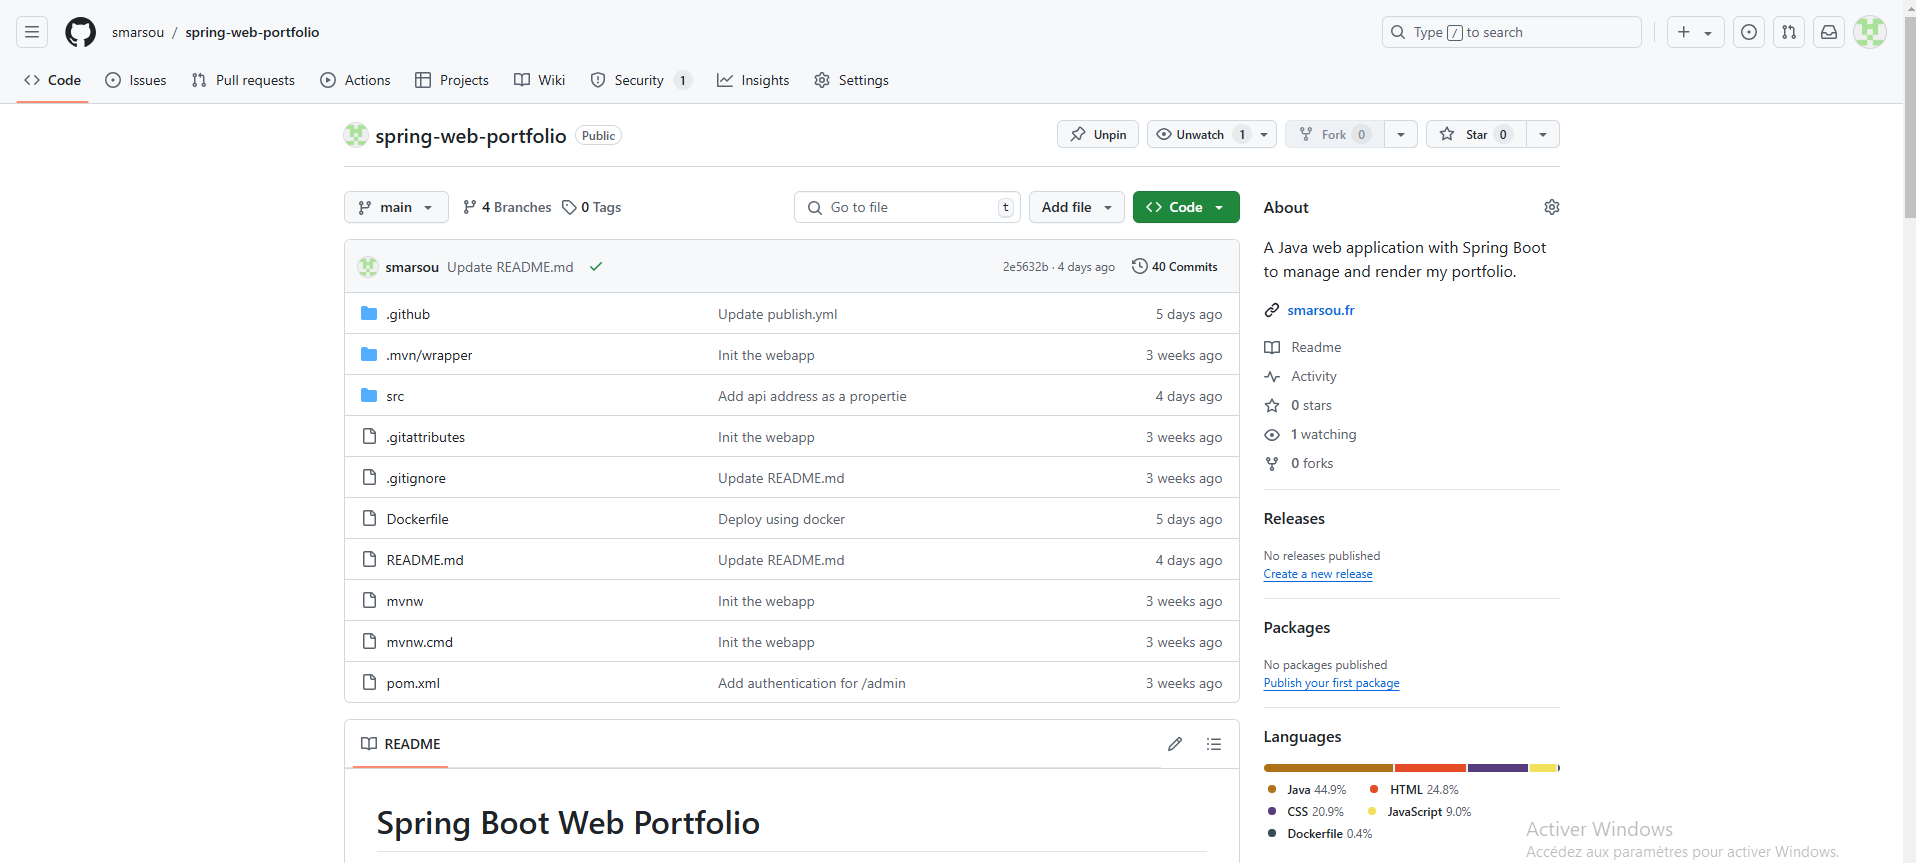 smarsou / spring-web-portfolio
Type / to search
Code Issues Pull requests Actions Projects Wiki Security 1 Insights Settings
spring-web-portfolio Public
Unpin Unwatch 1 Fork 0 Star 0
main 4 Branches 0 Tags
Go to file t Add file Code
smarsou Update README.md 2e5632b · 4 days ago 40 Commits
.github Update publish.yml 5 days ago
.mvn/wrapper Init the webapp 3 weeks ago
src Add api address as a propertie 4 days ago
.gitattributes Init the webapp 3 weeks ago
.gitignore Update README.md 3 weeks ago
Dockerfile Deploy using docker 5 days ago
README.md Update README.md 4 days ago
mvnw Init the webapp 3 weeks ago
mvnw.cmd Init the webapp 3 weeks ago
pom.xml Add authentication for /admin 3 weeks ago
README
Spring Boot Web Portfolio
About
A Java web application with Spring Boot
to manage and render my portfolio.
smarsou.fr
Readme
Activity
0 stars
1 watching
0 forks
Releases
No releases published
Create a new release
Packages
No packages published
Publish your first package
Languages
Java 44.9% HTML 24.8%
CSS 20.9% JavaScript 9.0%
Dockerfile 0.4%
Activer Windows
Accédez aux paramètres pour activer Windows.